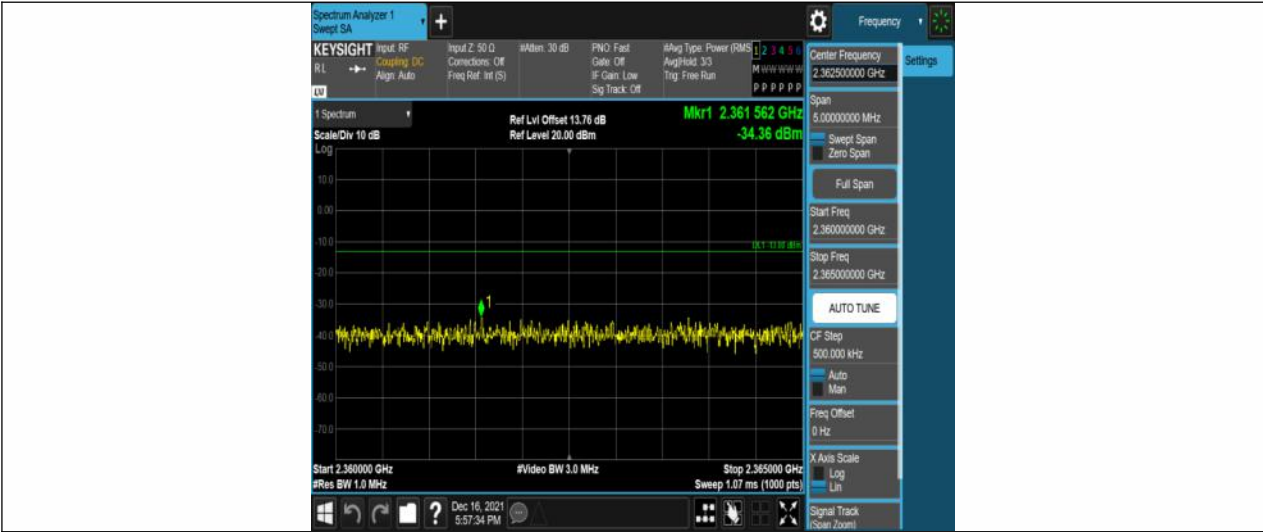 Spectrum Analyzer 1
Swept SA
+
Frequency
KEYSIGHT
Input: RF
Coupling: DC
Align: Auto
Input Z: 50 Ω
Corrections: Off
Freq Ref: Int (S)
#Atten: 30 dB
PNO: Fast
Gate: Off
IF Gain: Low
Sig Track: Off
#Avg Type: Power (RMS
Avg|Hold: 3/3
Trig: Free Run
1 2 3 4 5 6
M W W W W W
P P P P P P
R L
LV
1 Spectrum
Scale/Div 10 dB
Ref Lvl Offset 13.76 dB
Ref Level 20.00 dBm
Mkr1 2.361 562 GHz
-34.36 dBm
Log
10.0
0.00
-10.0
-20.0
-30.0
-40.0
-50.0
-60.0
-70.0
DL1 -13.00 dBm
1
Start 2.360000 GHz
#Video BW 3.0 MHz
Stop 2.365000 GHz
#Res BW 1.0 MHz
Sweep 1.07 ms (1000 pts)
?
Dec 16, 2021
5:57:34 PM
Center Frequency
2.362500000 GHz
Settings
Span
5.00000000 MHz
Swept Span
Zero Span
Full Span
Start Freq
2.360000000 GHz
Stop Freq
2.365000000 GHz
AUTO TUNE
CF Step
500.000 kHz
Auto
Man
Freq Offset
0 Hz
X Axis Scale
Log
Lin
Signal Track
(Span Zoom)